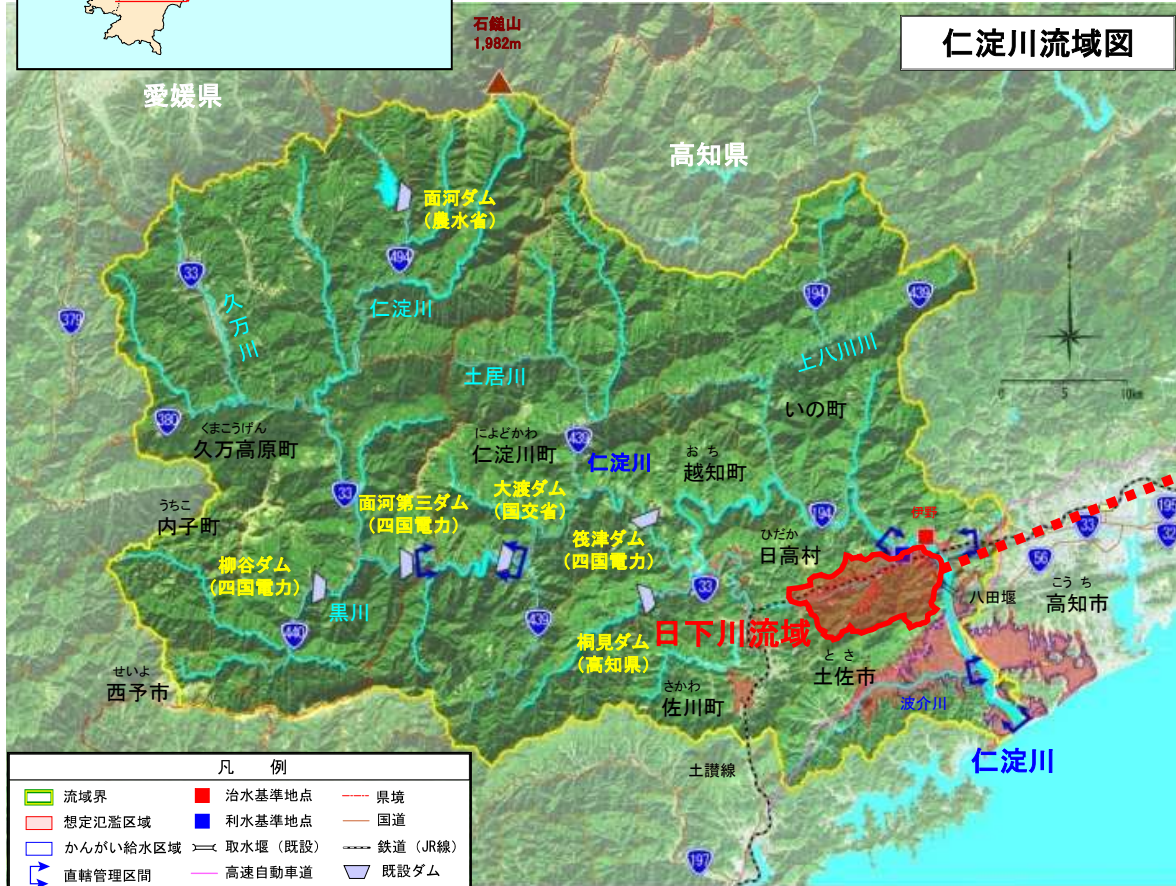 石鎚山
1,982m
仁淀川流域図
愛媛県
高知県
面河ダム
(農水省)
494
33
379
久万川
仁淀川
194
439
土居川
上八川川
0 5 10km
380
くまこうげん
久万高原町
いの町
によどがわ
仁淀川町
439
仁淀川
おち
越知町
33
面河第三ダム
(四国電力)
大渡ダム
(国交省)
うちこ
内子町
194
伊野
195
33
32
筏津ダム
(四国電力)
ひだか
日高村
56
柳谷ダム
(四国電力)
33
八田堰
こうち
高知市
黒川
440
439
日下川流域
桐見ダム
(高知県)
とさ
土佐市
せいよ
西予市
さかわ
佐川町
波介川
仁淀川
土讃線
197
凡 例
流域界
治水基準地点
県境
想定氾濫区域
利水基準地点
国道
かんがい給水区域
取水堰(既設)
鉄道(JR線)
直轄管理区間
高速自動車道
既設ダム